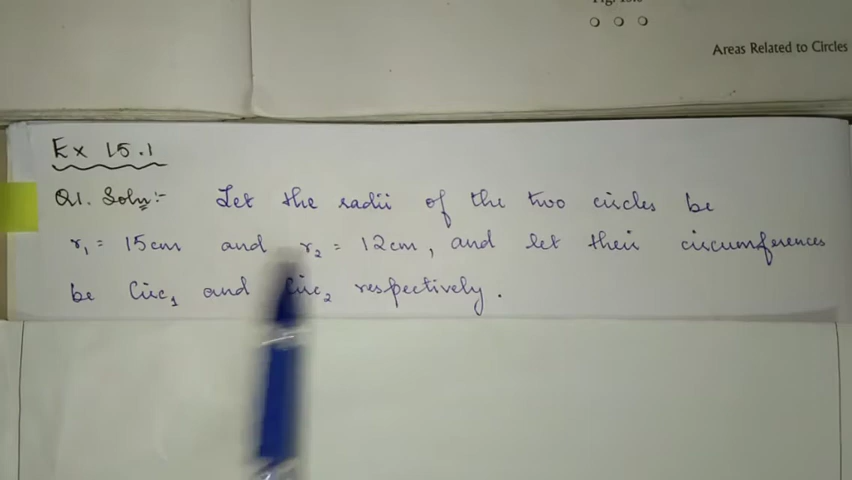 Areas Related to Circles
Ex 15.1
Q1. Soln:- Let the radii of the two circles be
r₁ = 15cm and r₂ = 12cm, and let their circumferences
be Circ₁ and Circ₂ respectively.